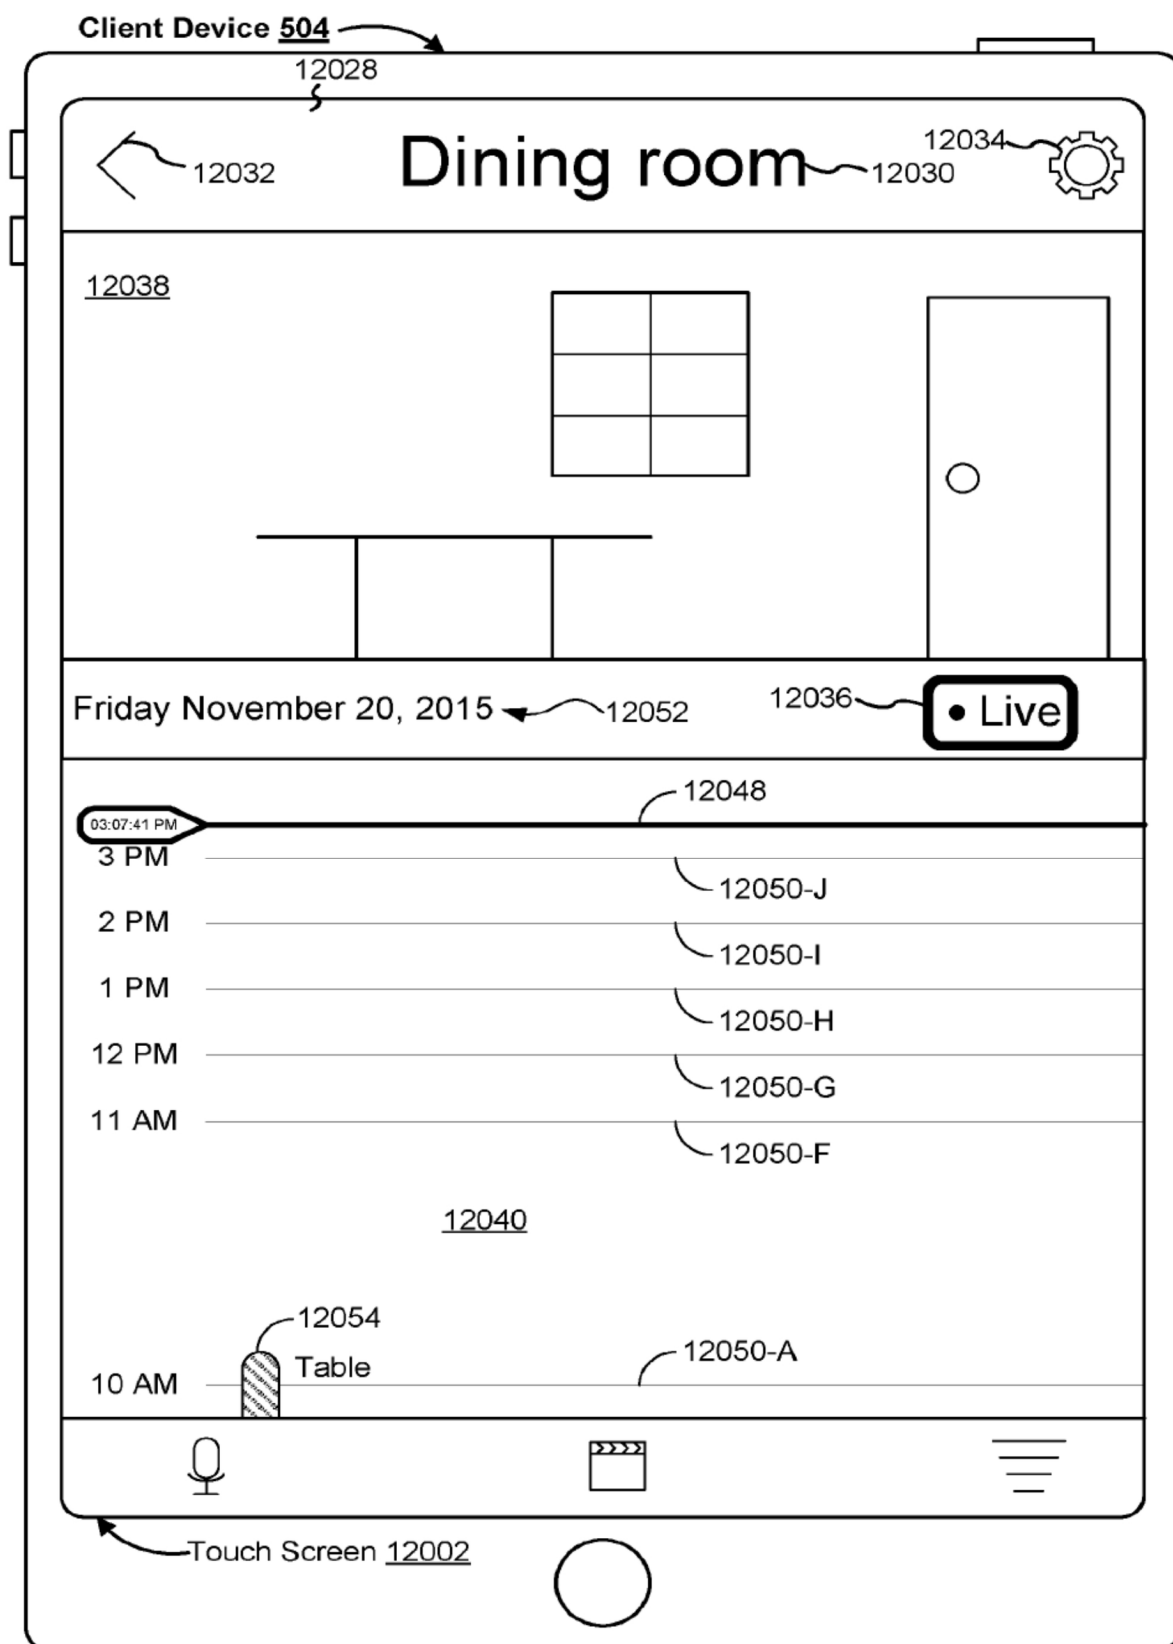 Client Device 504
12028
12032
Dining room
12030
12034
12038
Friday November 20, 2015
12052
12036
• Live
12048
03:07:41 PM
3 PM
12050-J
2 PM
12050-I
1 PM
12050-H
12 PM
12050-G
11 AM
12050-F
12040
12054
Table
12050-A
10 AM
Touch Screen 12002